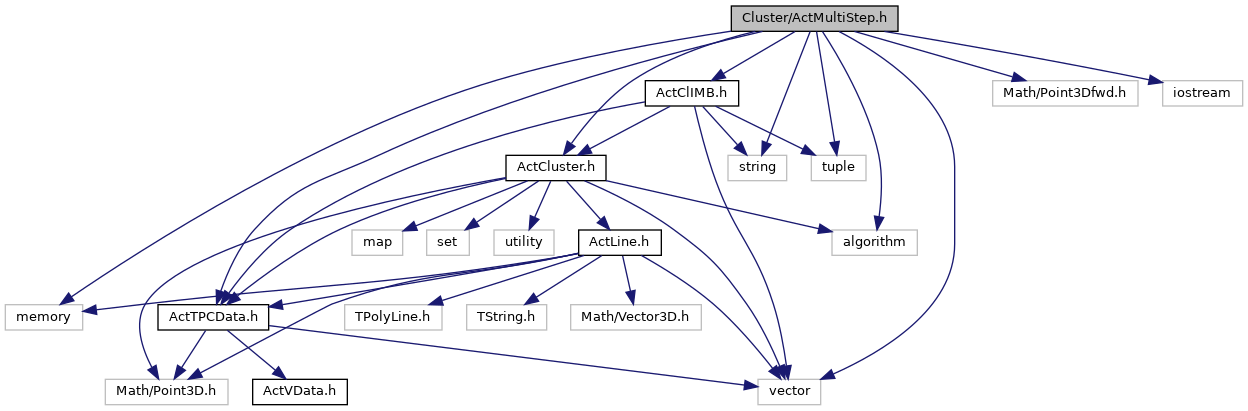 Cluster/ActMultiStep.h
ActClIMB.h
Math/Point3Dfwd.h
iostream
ActCluster.h
string
tuple
map
set
utility
ActLine.h
algorithm
memory
ActTPCData.h
TPolyLine.h
TString.h
Math/Vector3D.h
Math/Point3D.h
ActVData.h
vector